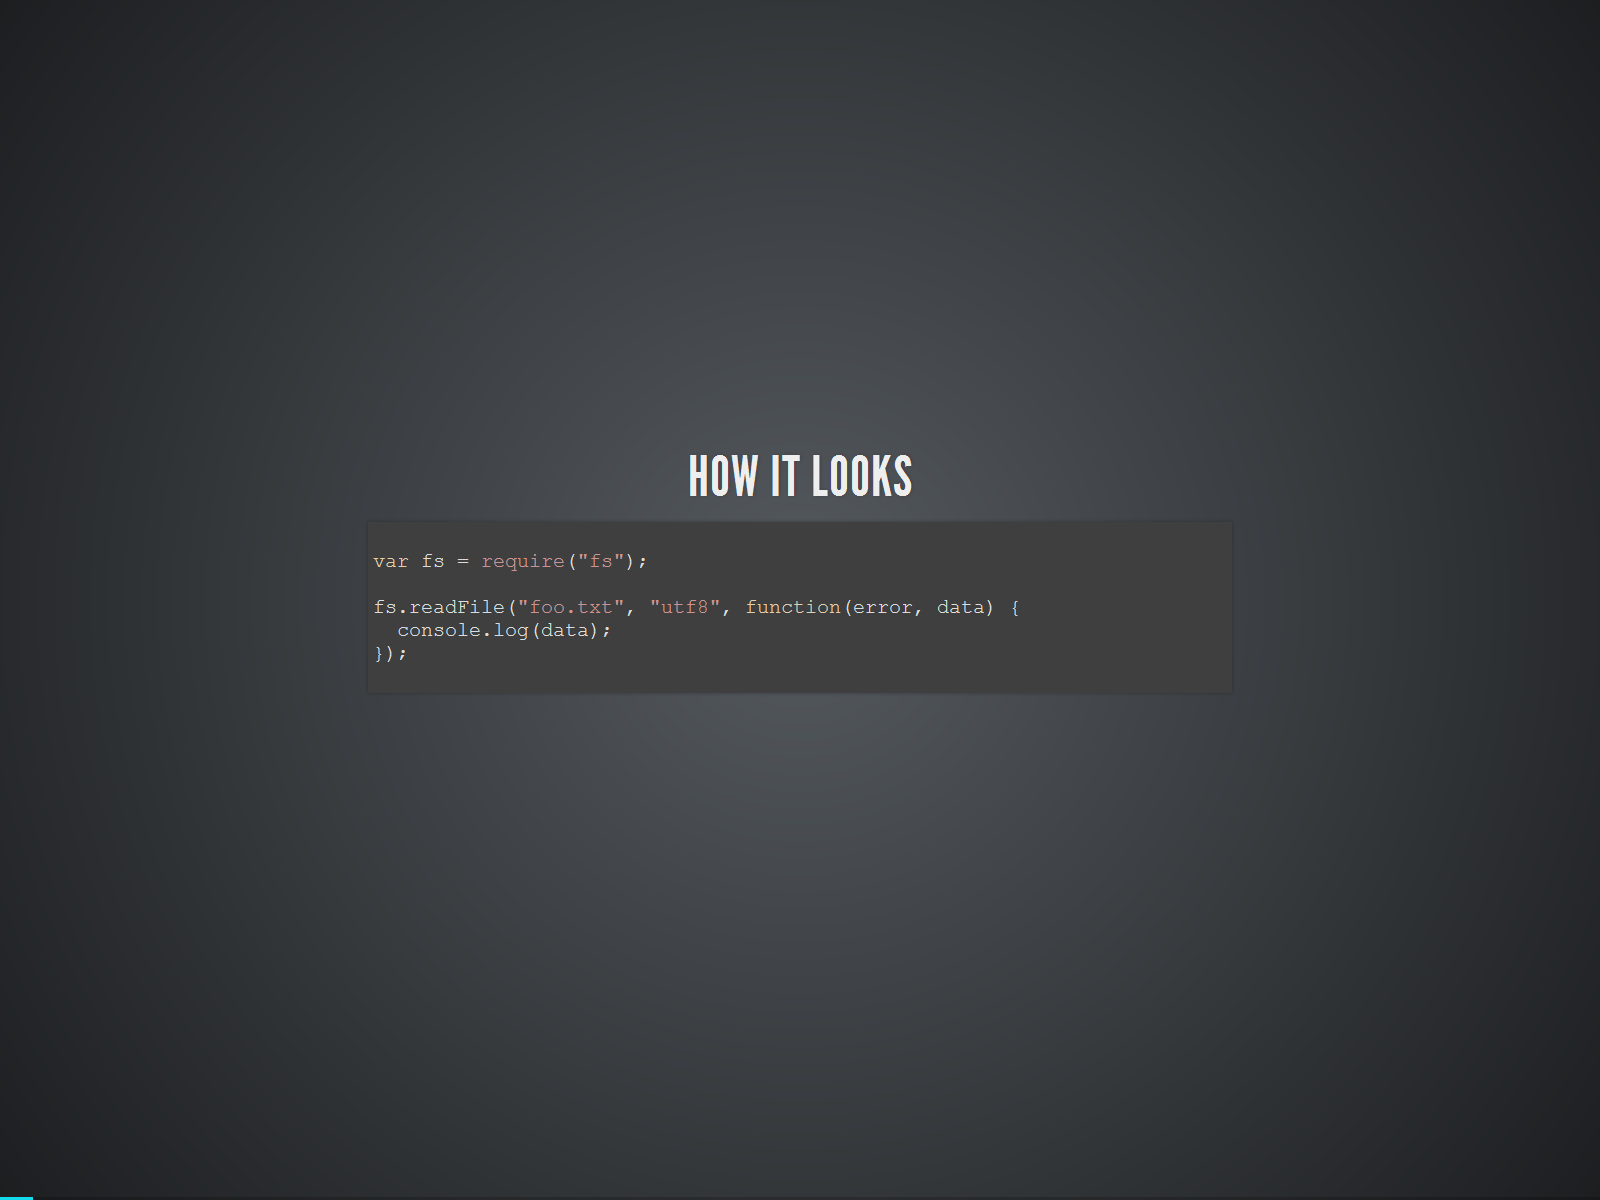 HOW IT LOOKS
var fs = require("fs");
fs.readFile("foo.txt", "utf8", function(error, data) {
  console.log(data);
});